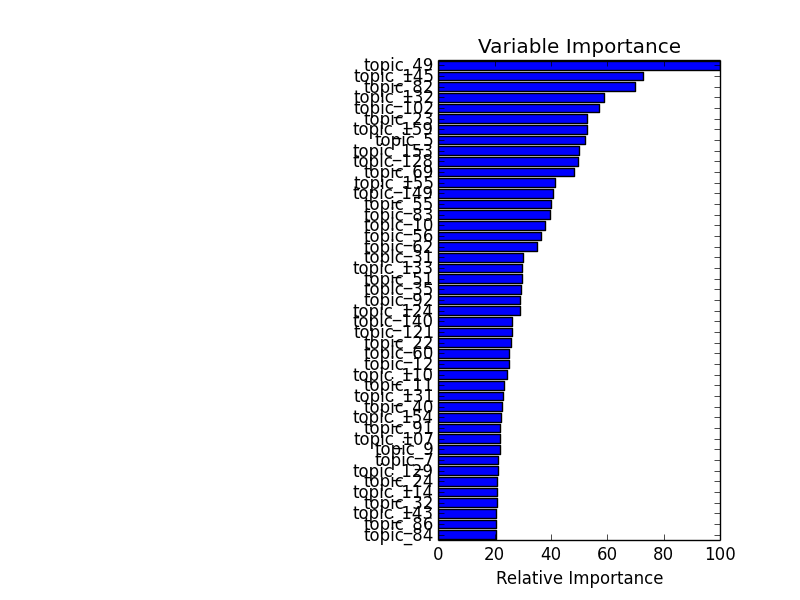 Variable Importance
topic_49
topic_145
topic_82
topic_132
topic_102
topic_23
topic_159
topic_5
topic_153
topic_128
topic_69
topic_155
topic_149
topic_55
topic_83
topic_10
topic_56
topic_62
topic_31
topic_133
topic_51
topic_35
topic_92
topic_124
topic_140
topic_121
topic_22
topic_60
topic_12
topic_110
topic_11
topic_131
topic_40
topic_154
topic_91
topic_107
topic_9
topic_7
topic_129
topic_24
topic_114
topic_32
topic_143
topic_86
topic_84
0 20 40 60 80 100
Relative Importance